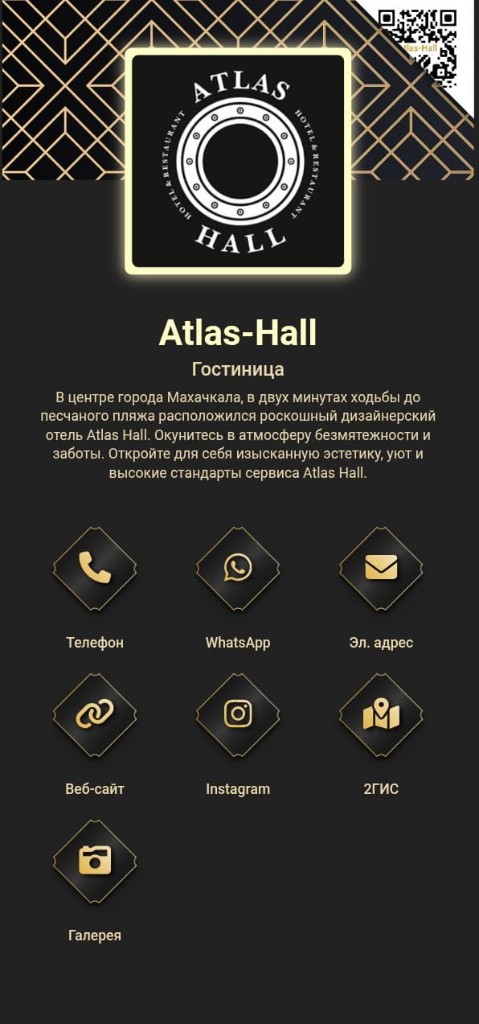 Atlas-Hall
ATLAS
HOTEL & RESTAURANT
HOTEL & RESTAURANT
HALL
Atlas-Hall
Гостиница
В центре города Махачкала, в двух минутах ходьбы до
песчаного пляжа расположился роскошный дизайнерский
отель Atlas Hall. Окунитесь в атмосферу безмятежности и
заботы. Откройте для себя изысканную эстетику, уют и
высокие стандарты сервиса Atlas Hall.
Телефон
WhatsApp
Эл. адрес
Веб-сайт
Instagram
2ГИС
Галерея